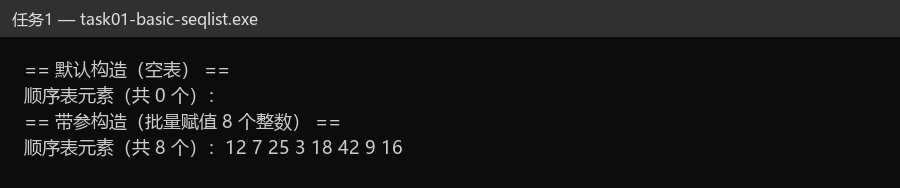 任务1 — task01-basic-seqlist.exe
== 默认构造（空表） ==
顺序表元素（共 0 个）：
== 带参构造（批量赋值 8 个整数） ==
顺序表元素（共 8 个）：12 7 25 3 18 42 9 16